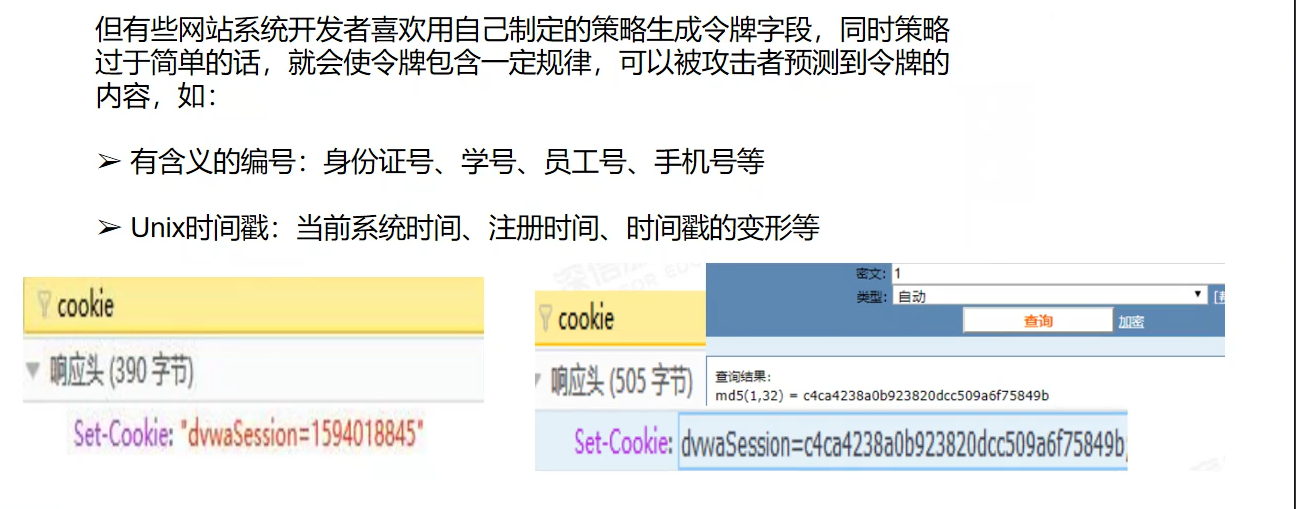 但有些网站系统开发者喜欢用自己制定的策略生成令牌字段，同时策略
过于简单的话，就会使令牌包含一定规律，可以被攻击者预测到令牌的
内容，如：
➢ 有含义的编号：身份证号、学号、员工号、手机号等
➢ Unix时间戳：当前系统时间、注册时间、时间戳的变形等
cookie
响应头 (390 字节)
Set-Cookie: "dvwaSession=1594018845"
密文: 1
类型: 自动
查询 加密
cookie
响应头 (505 字节)
查询结果:
md5(1,32) = c4ca4238a0b923820dcc509a6f75849b
Set-Cookie: dvwaSession=c4ca4238a0b923820dcc509a6f75849b;